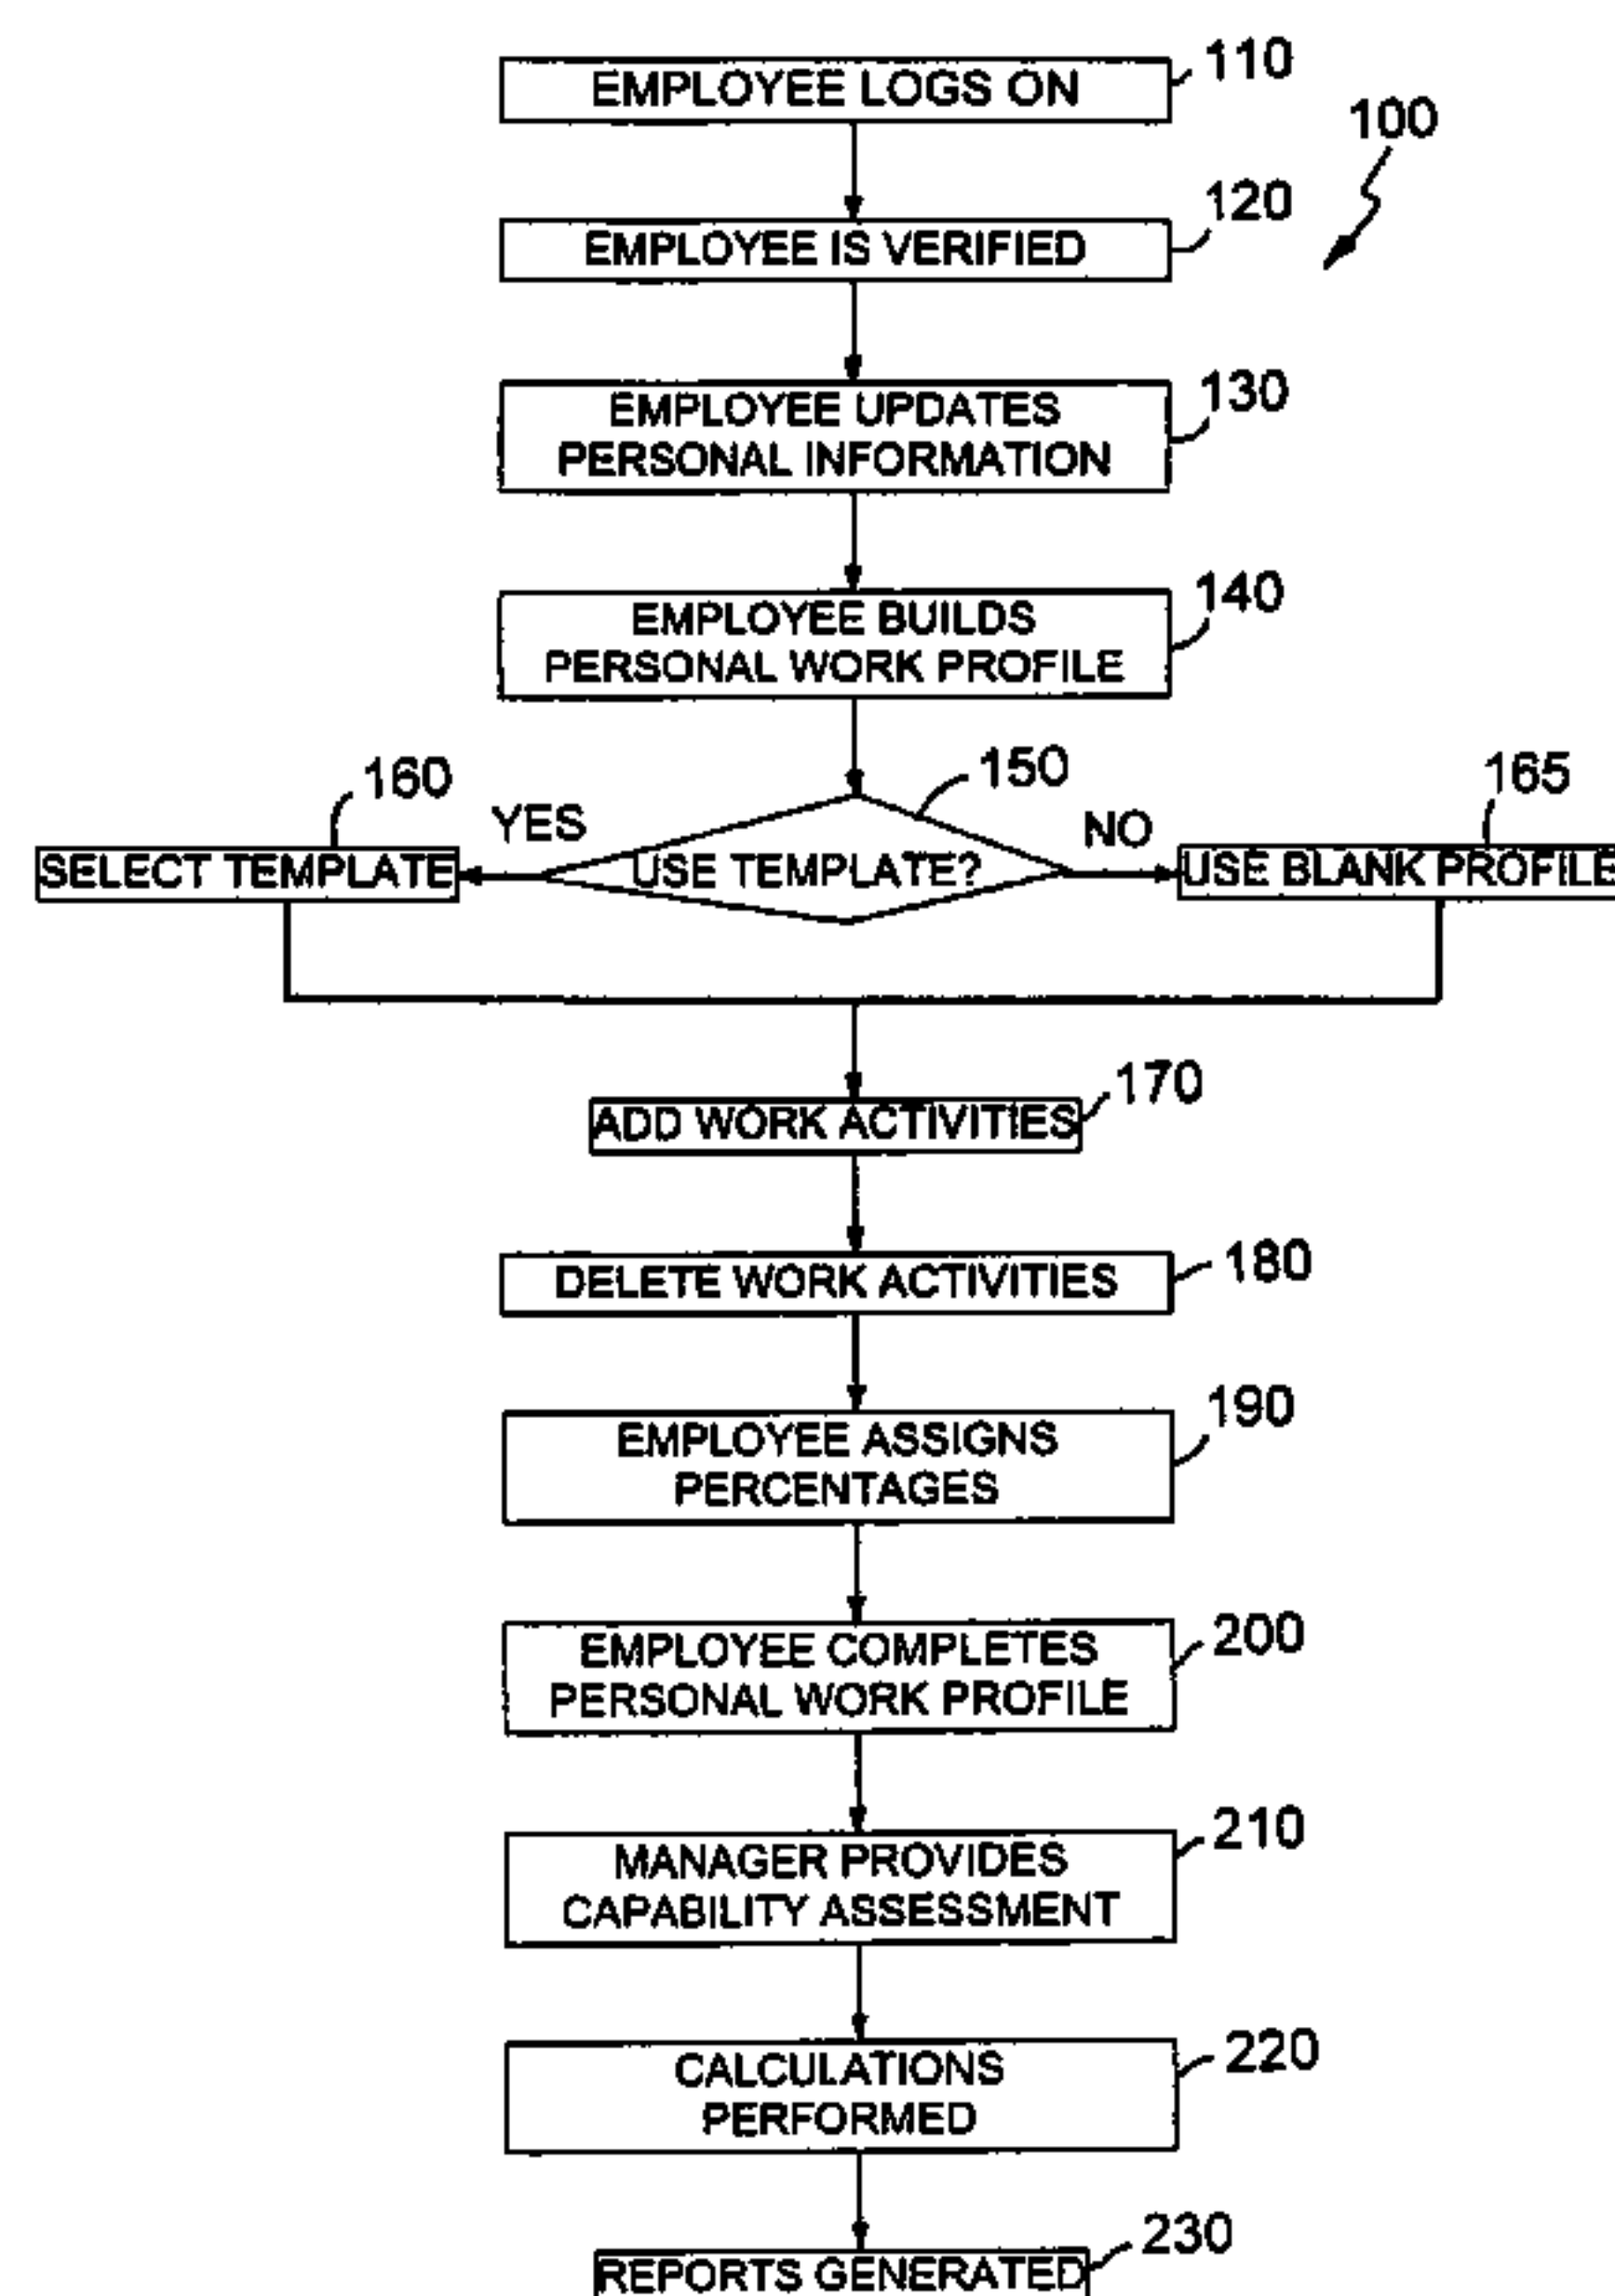 EMPLOYEE LOGS ON
110
100
EMPLOYEE IS VERIFIED
120
EMPLOYEE UPDATES
PERSONAL INFORMATION
130
EMPLOYEE BUILDS
PERSONAL WORK PROFILE
140
150
160
165
YES
NO
SELECT TEMPLATE
USE TEMPLATE?
USE BLANK PROFILE
ADD WORK ACTIVITIES
170
DELETE WORK ACTIVITIES
180
EMPLOYEE ASSIGNS
PERCENTAGES
190
EMPLOYEE COMPLETES
PERSONAL WORK PROFILE
200
MANAGER PROVIDES
CAPABILITY ASSESSMENT
210
CALCULATIONS
PERFORMED
220
REPORTS GENERATED
230